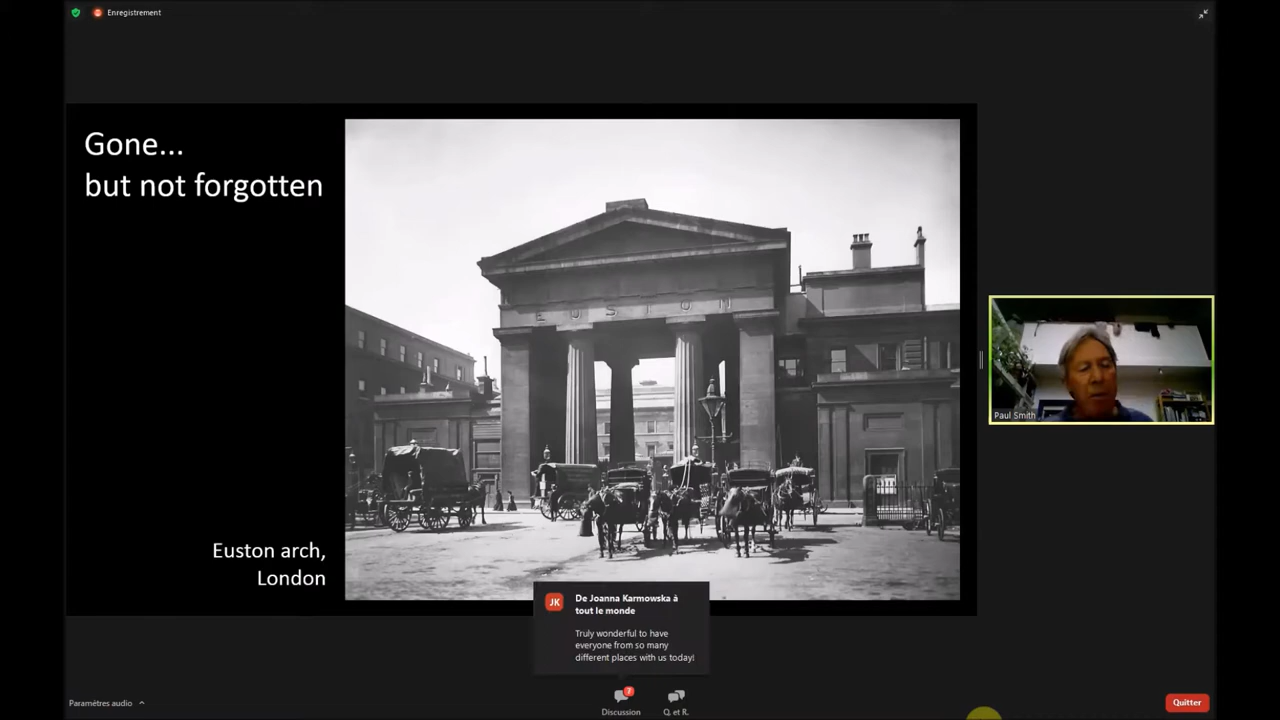 Enregistrement
Gone...
but not forgotten
EUSTON
Paul Smith
Euston arch,
London
JK
De Joanna Karmowska à
tout le monde
Truly wonderful to have
everyone from so many
different places with us today!
7
Paramètres audio
Discussion
Q. et R.
Quitter